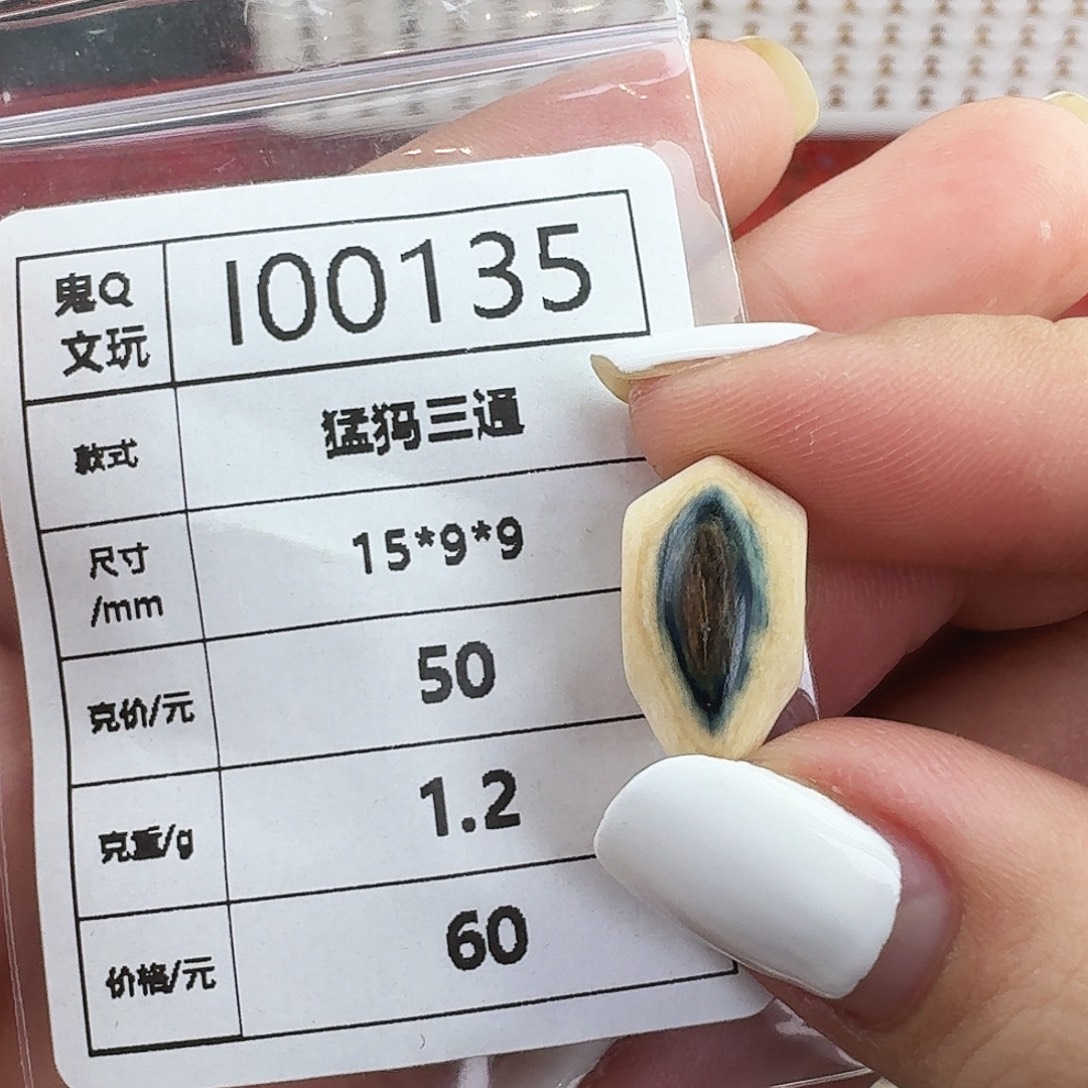 鬼Q
文玩
I00135
款式
猛犸三通
尺寸
/mm
15*9*9
克价/元
50
克重/g
1.2
价格/元
60